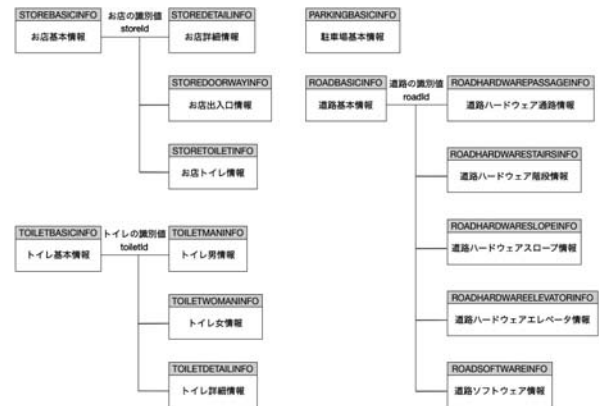 STOREBASICINFO
お店基本情報
お店の識別値
storeId
STOREDETAILINFO
お店詳細情報
STOREDOORWAYINFO
お店出入口情報
STORETOILETINFO
お店トイレ情報
TOILETBASICINFO
トイレ基本情報
トイレの識別値
toiletId
TOILETMANINFO
トイレ男情報
TOILETWOMANINFO
トイレ女情報
TOILETDETAILINFO
トイレ詳細情報
PARKINGBASICINFO
駐車場基本情報
ROADBASICINFO
道路基本情報
道路の識別値
roadId
ROADHARDWAREPASSAGEINFO
道路ハードウェア通路情報
ROADHARDWARESTAIRSINFO
道路ハードウェア階段情報
ROADHARDWARESLOPEINFO
道路ハードウェアスロープ情報
ROADHARDWAREELEVATORINFO
道路ハードウェアエレベータ情報
ROADSOFTWAREINFO
道路ソフトウェア情報